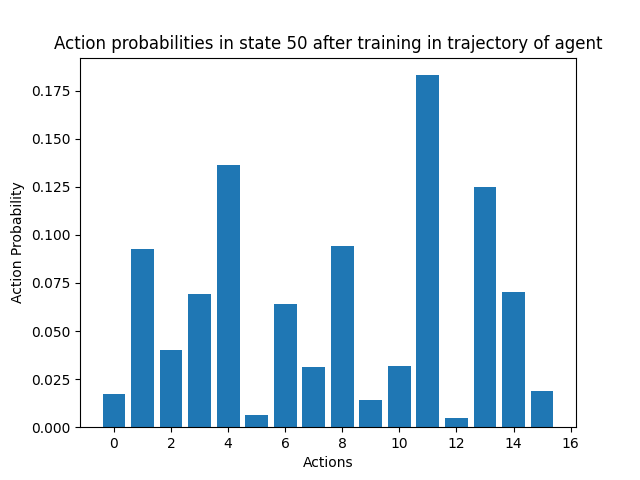 Action probabilities in state 50 after training in trajectory of agent
0.175
0.150
0.125
0.100
0.075
0.050
0.025
0.000
Action Probability
0 2 4 6 8 10 12 14 16
Actions